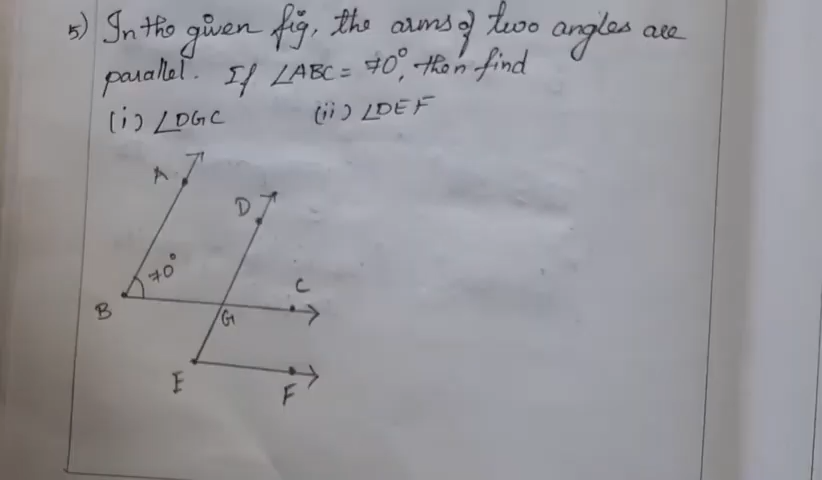 5) In the given fig, the arms of two angles are
parallel. If ∠ABC = 70°, then find
(i) ∠DGC (ii) ∠DEF
A
D
70°
C
B
G
E
F